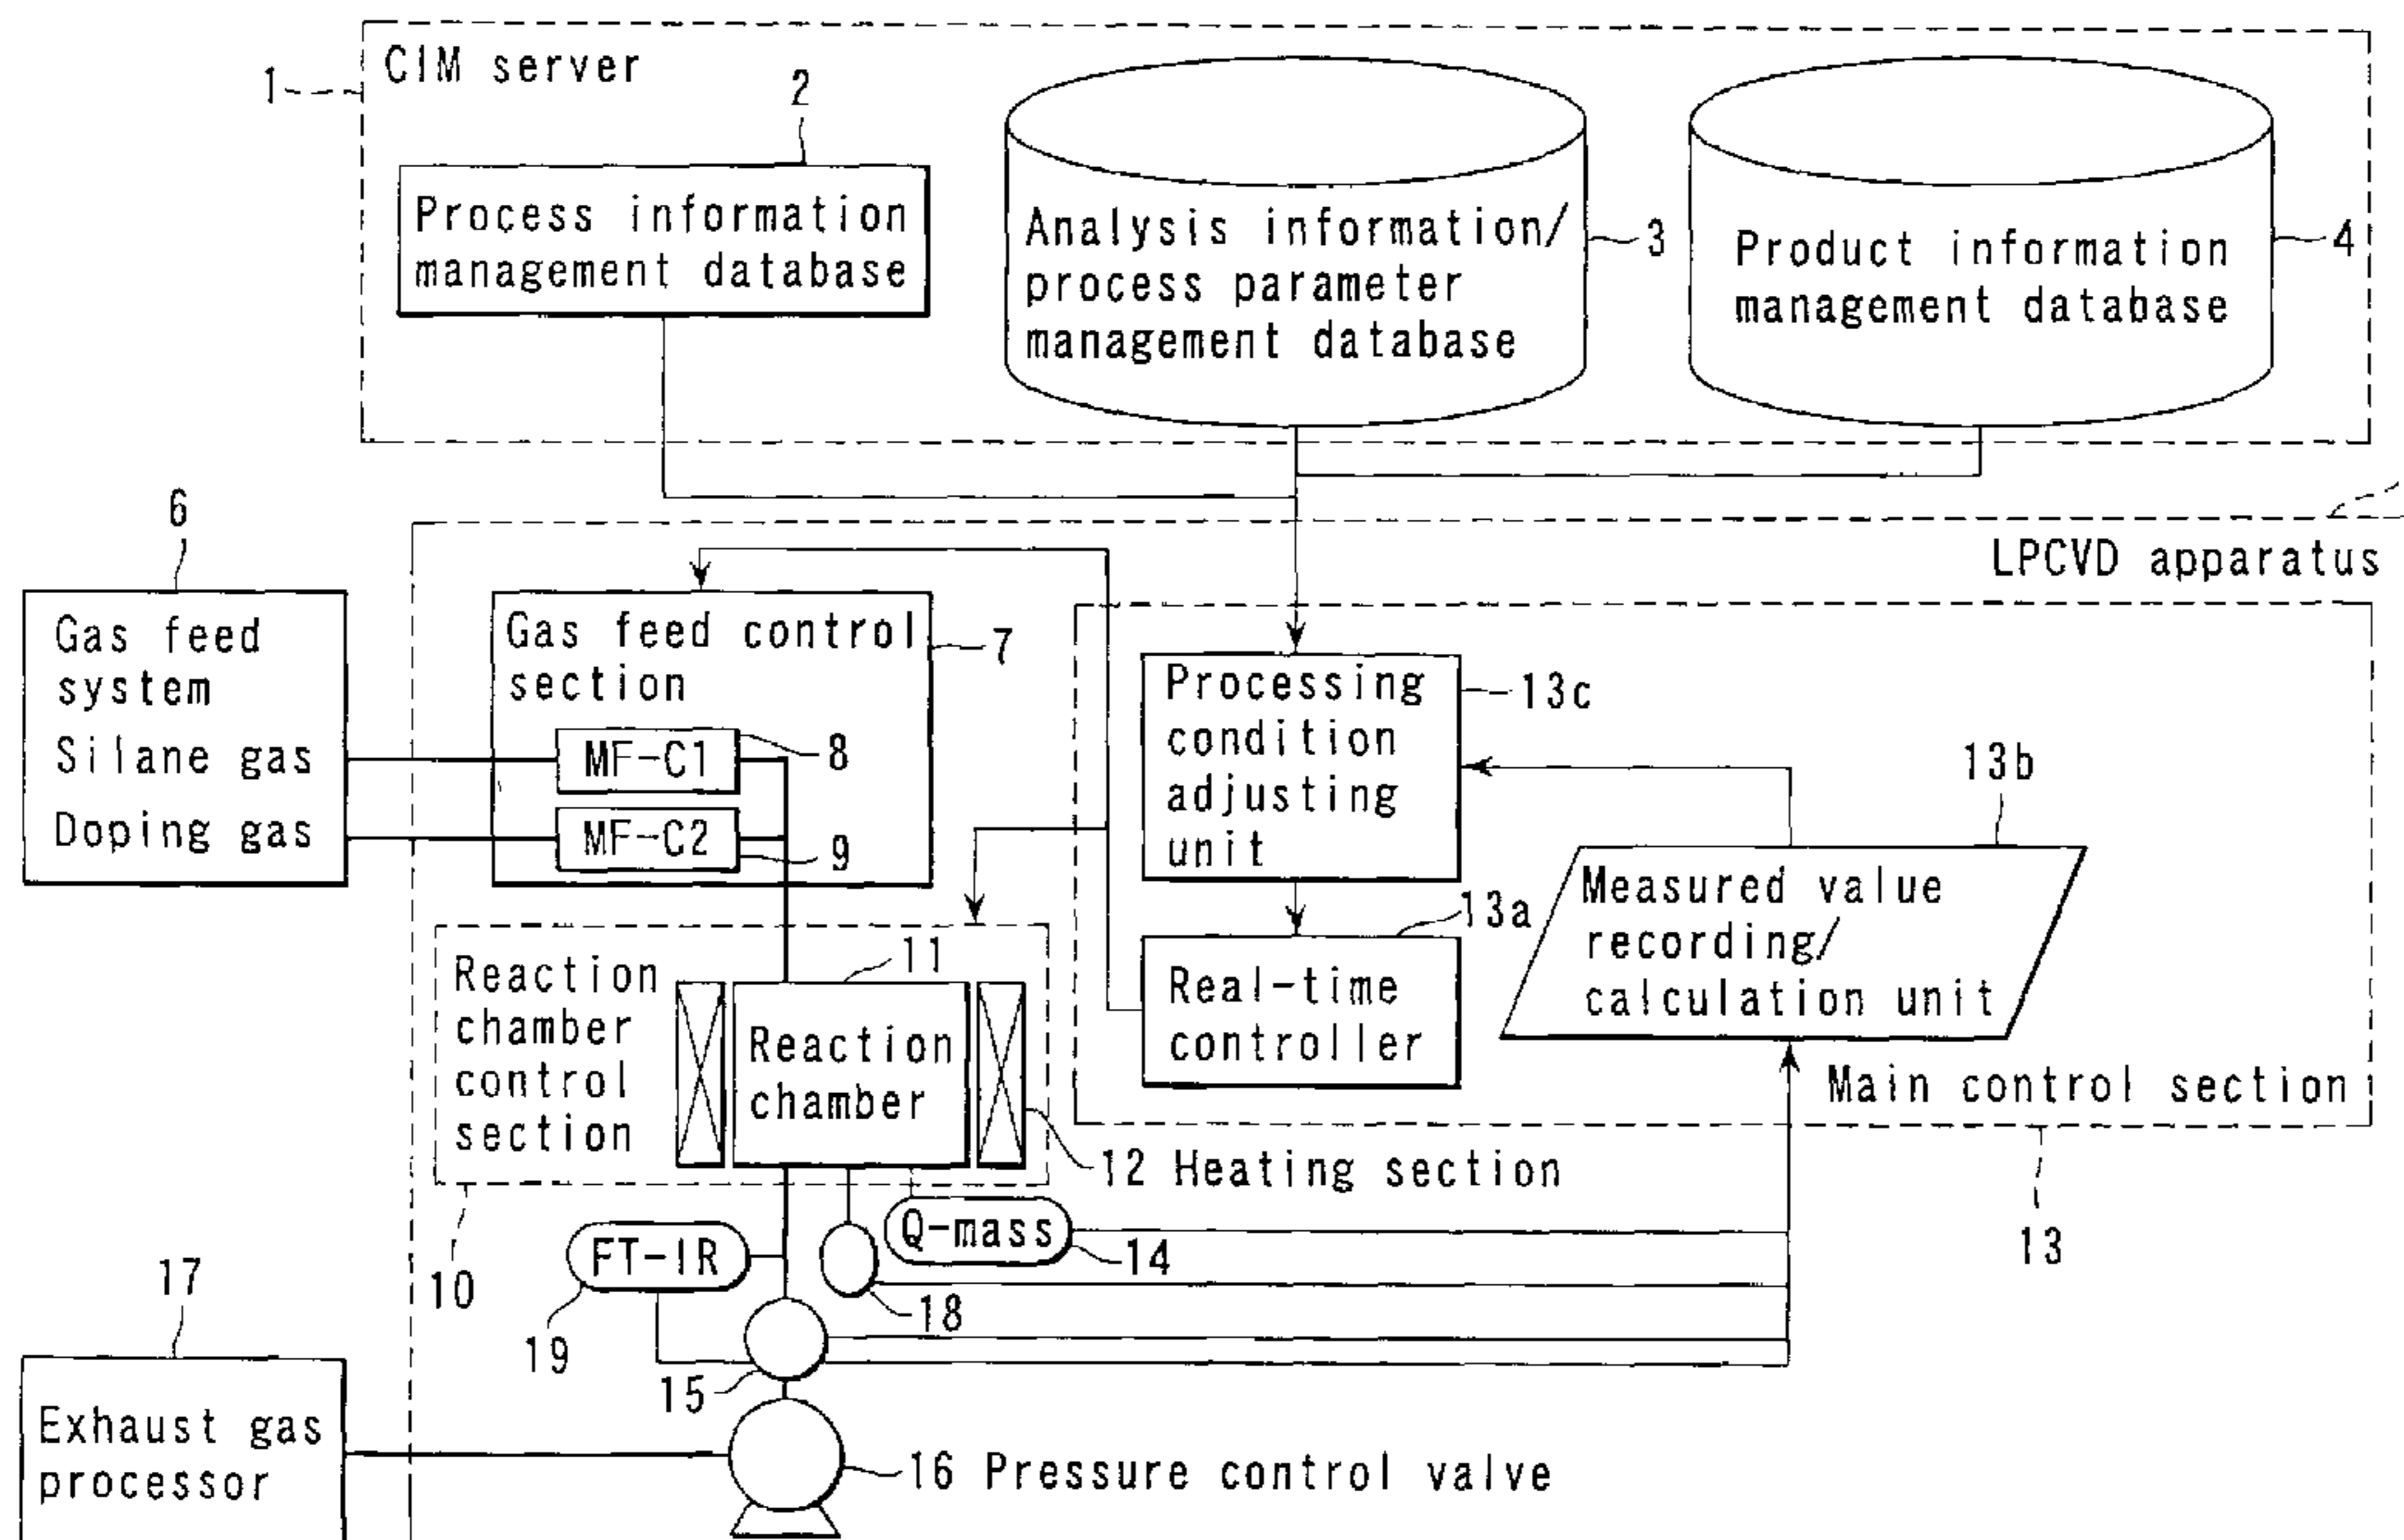 CIM server
1
2
Process information
management database
Analysis information/
process parameter
management database
3
Product information
management database
4
6
Gas feed
system
Silane gas
Doping gas
Gas feed control
section
7
MF-C1
8
MF-C2
9
LPCVD apparatus
Processing
condition
adjusting
unit
13c
13b
Measured value
recording/
calculation unit
13a
Real-time
controller
Main control section
13
Reaction
chamber
control
section
11
Reaction
chamber
12 Heating section
10
Q-mass
14
FT-IR
19
18
15
17
Exhaust gas
processor
16 Pressure control valve